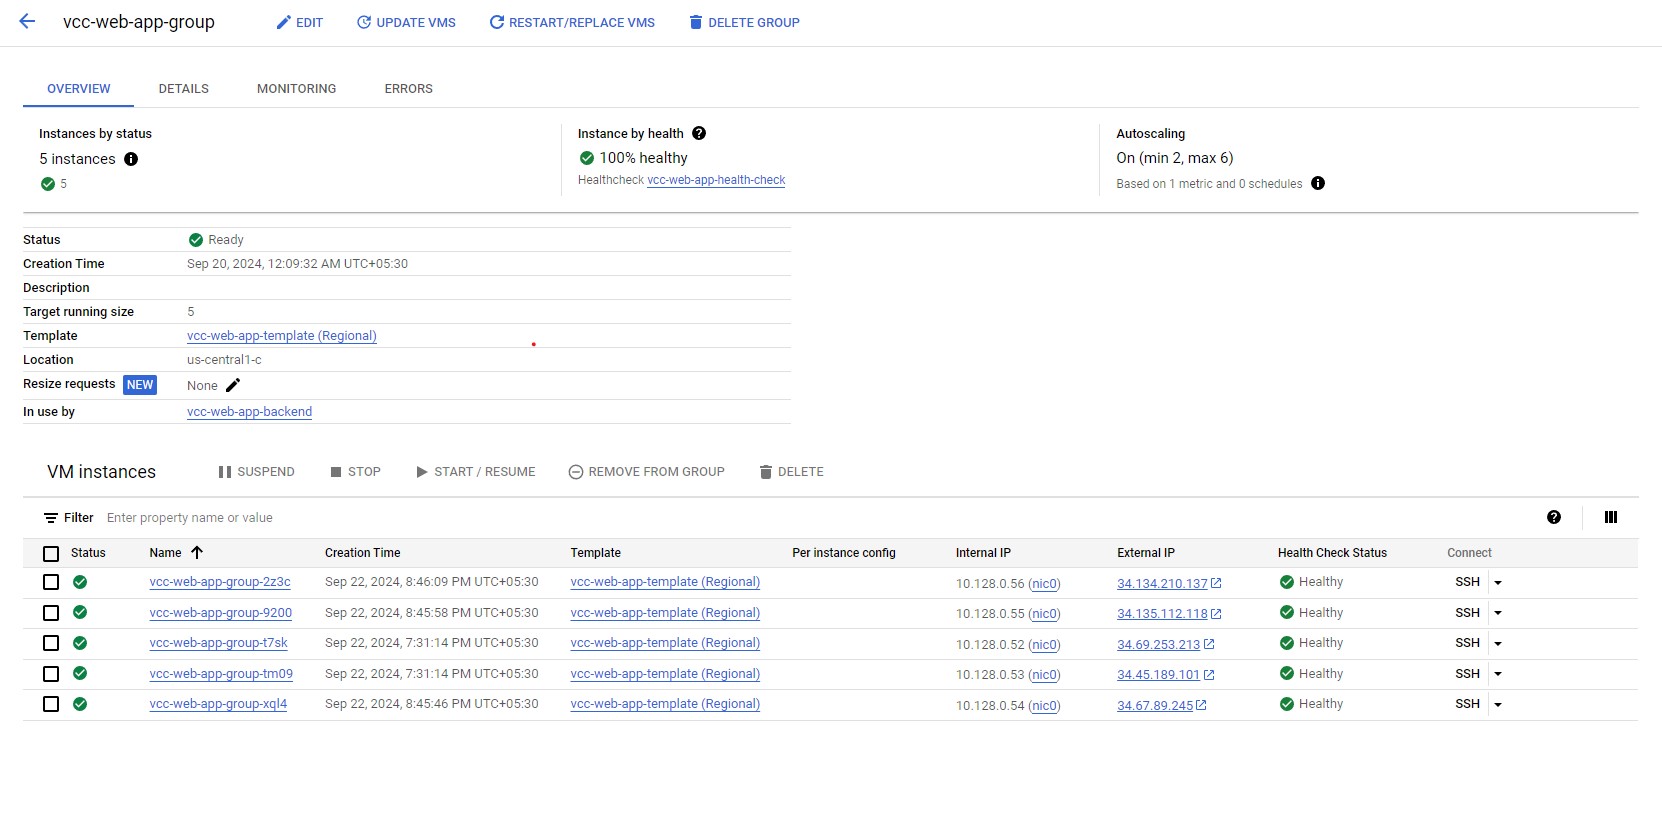 vcc-web-app-group EDIT UPDATE VMS RESTART/REPLACE VMS DELETE GROUP
OVERVIEW DETAILS MONITORING ERRORS
Instances by status
5 instances
5
Instance by health
100% healthy
Healthcheck vcc-web-app-health-check
Autoscaling
On (min 2, max 6)
Based on 1 metric and 0 schedules
Status Ready
Creation Time Sep 20, 2024, 12:09:32 AM UTC+05:30
Description
Target running size 5
Template vcc-web-app-template (Regional)
Location us-central1-c
Resize requests NEW None
In use by vcc-web-app-backend
VM instances SUSPEND STOP START / RESUME REMOVE FROM GROUP DELETE
Filter Enter property name or value
Status Name Creation Time Template Per instance config Internal IP External IP Health Check Status Connect
vcc-web-app-group-2z3c Sep 22, 2024, 8:46:09 PM UTC+05:30 vcc-web-app-template (Regional) 10.128.0.56 (nic0) 34.134.210.137 Healthy SSH
vcc-web-app-group-9200 Sep 22, 2024, 8:45:58 PM UTC+05:30 vcc-web-app-template (Regional) 10.128.0.55 (nic0) 34.135.112.118 Healthy SSH
vcc-web-app-group-t7sk Sep 22, 2024, 7:31:14 PM UTC+05:30 vcc-web-app-template (Regional) 10.128.0.52 (nic0) 34.69.253.213 Healthy SSH
vcc-web-app-group-tm09 Sep 22, 2024, 7:31:14 PM UTC+05:30 vcc-web-app-template (Regional) 10.128.0.53 (nic0) 34.45.189.101 Healthy SSH
vcc-web-app-group-xql4 Sep 22, 2024, 8:45:46 PM UTC+05:30 vcc-web-app-template (Regional) 10.128.0.54 (nic0) 34.67.89.245 Healthy SSH